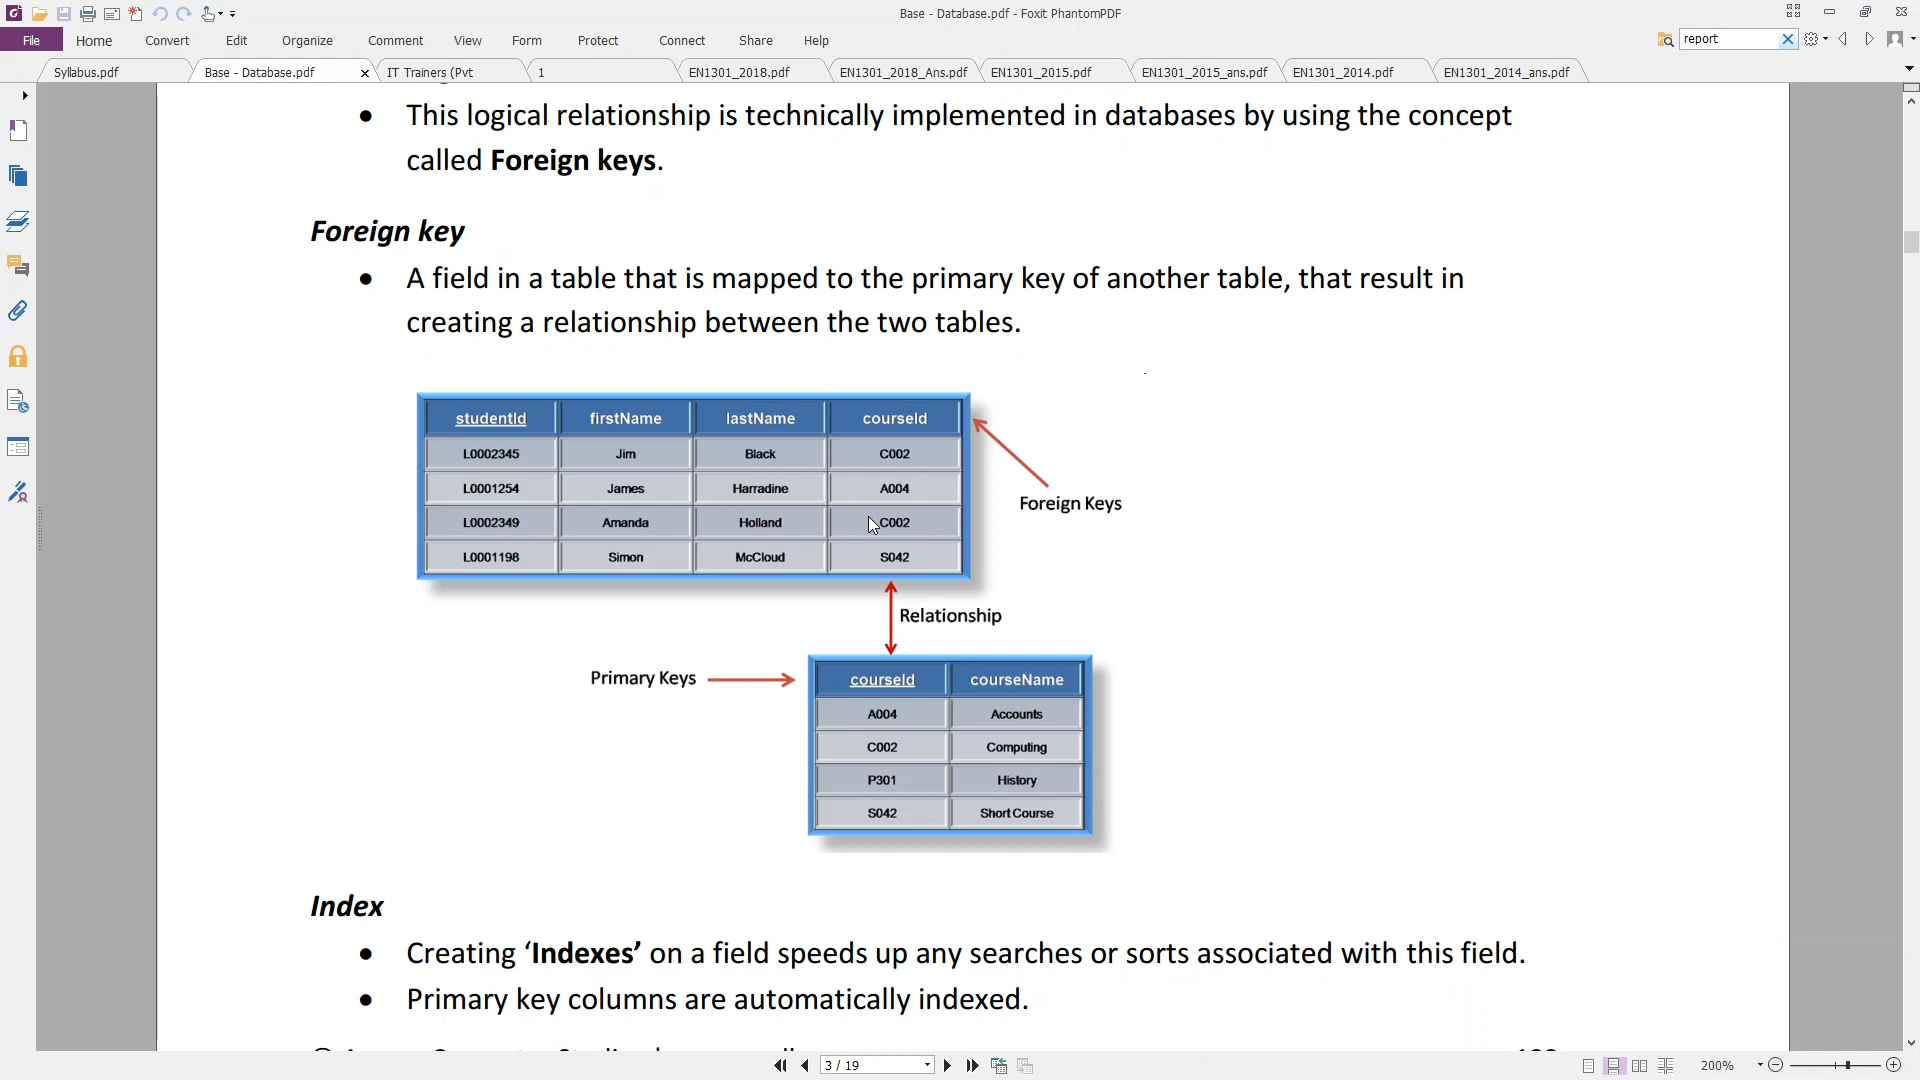 Base - Database.pdf - Foxit PhantomPDF
File Home Convert Edit Organize Comment View Form Protect Connect Share Help
report
Syllabus.pdf Base - Database.pdf IT Trainers (Pvt 1 EN1301_2018.pdf EN1301_2018_Ans.pdf EN1301_2015.pdf EN1301_2015_ans.pdf EN1301_2014.pdf EN1301_2014_ans.pdf
• This logical relationship is technically implemented in databases by using the concept
called Foreign keys.
Foreign key
• A field in a table that is mapped to the primary key of another table, that result in
creating a relationship between the two tables.
studentId firstName lastName courseId
L0002345 Jim Black C002
L0001254 James Harradine A004
L0002349 Amanda Holland C002
L0001198 Simon McCloud S042
Foreign Keys
Relationship
Primary Keys
courseId courseName
A004 Accounts
C002 Computing
P301 History
S042 Short Course
Index
• Creating ‘Indexes’ on a field speeds up any searches or sorts associated with this field.
• Primary key columns are automatically indexed.
3 / 19
200%